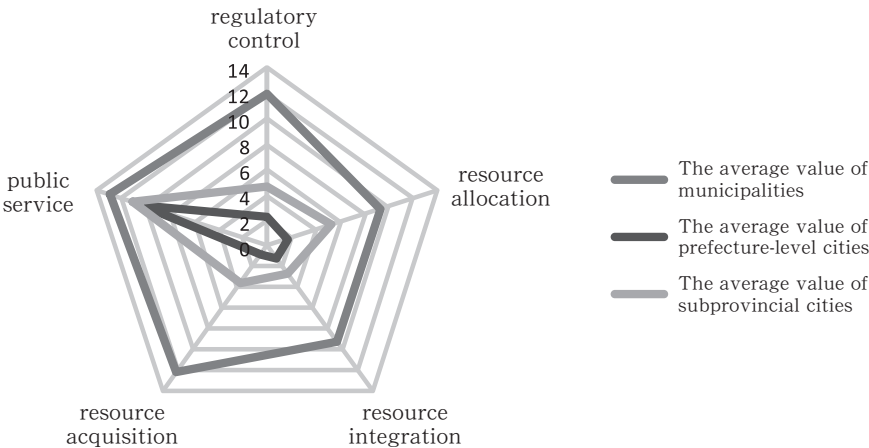 regulatory
control
14
12
10
8
6
4
2
0
public
service
resource
allocation
resource
acquisition
resource
integration
The average value of
municipalities
The average value of
prefecture-level cities
The average value of
subprovincial cities